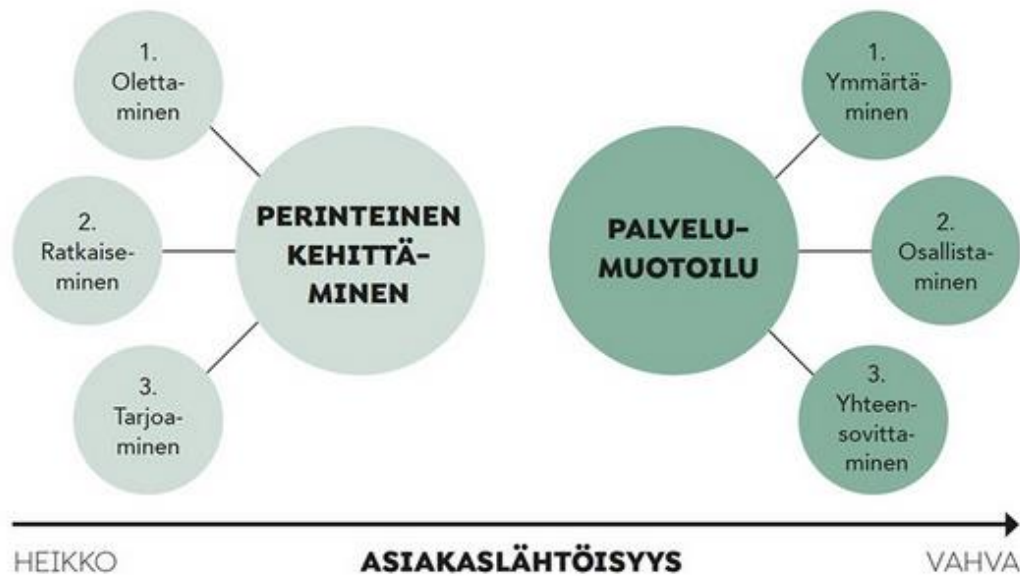 1.
Oletta-
minen
2.
Ratkaise-
minen
3.
Tarjoa-
minen
PERINTEINEN
KEHITTÄ-
MINEN
PALVELU-
MUOTOILU
1.
Ymmärtä-
minen
2.
Osallista-
minen
3.
Yhteen-
sovitta-
minen
HEIKKO
ASIAKASLÄHTÖISYYS
VAHVA